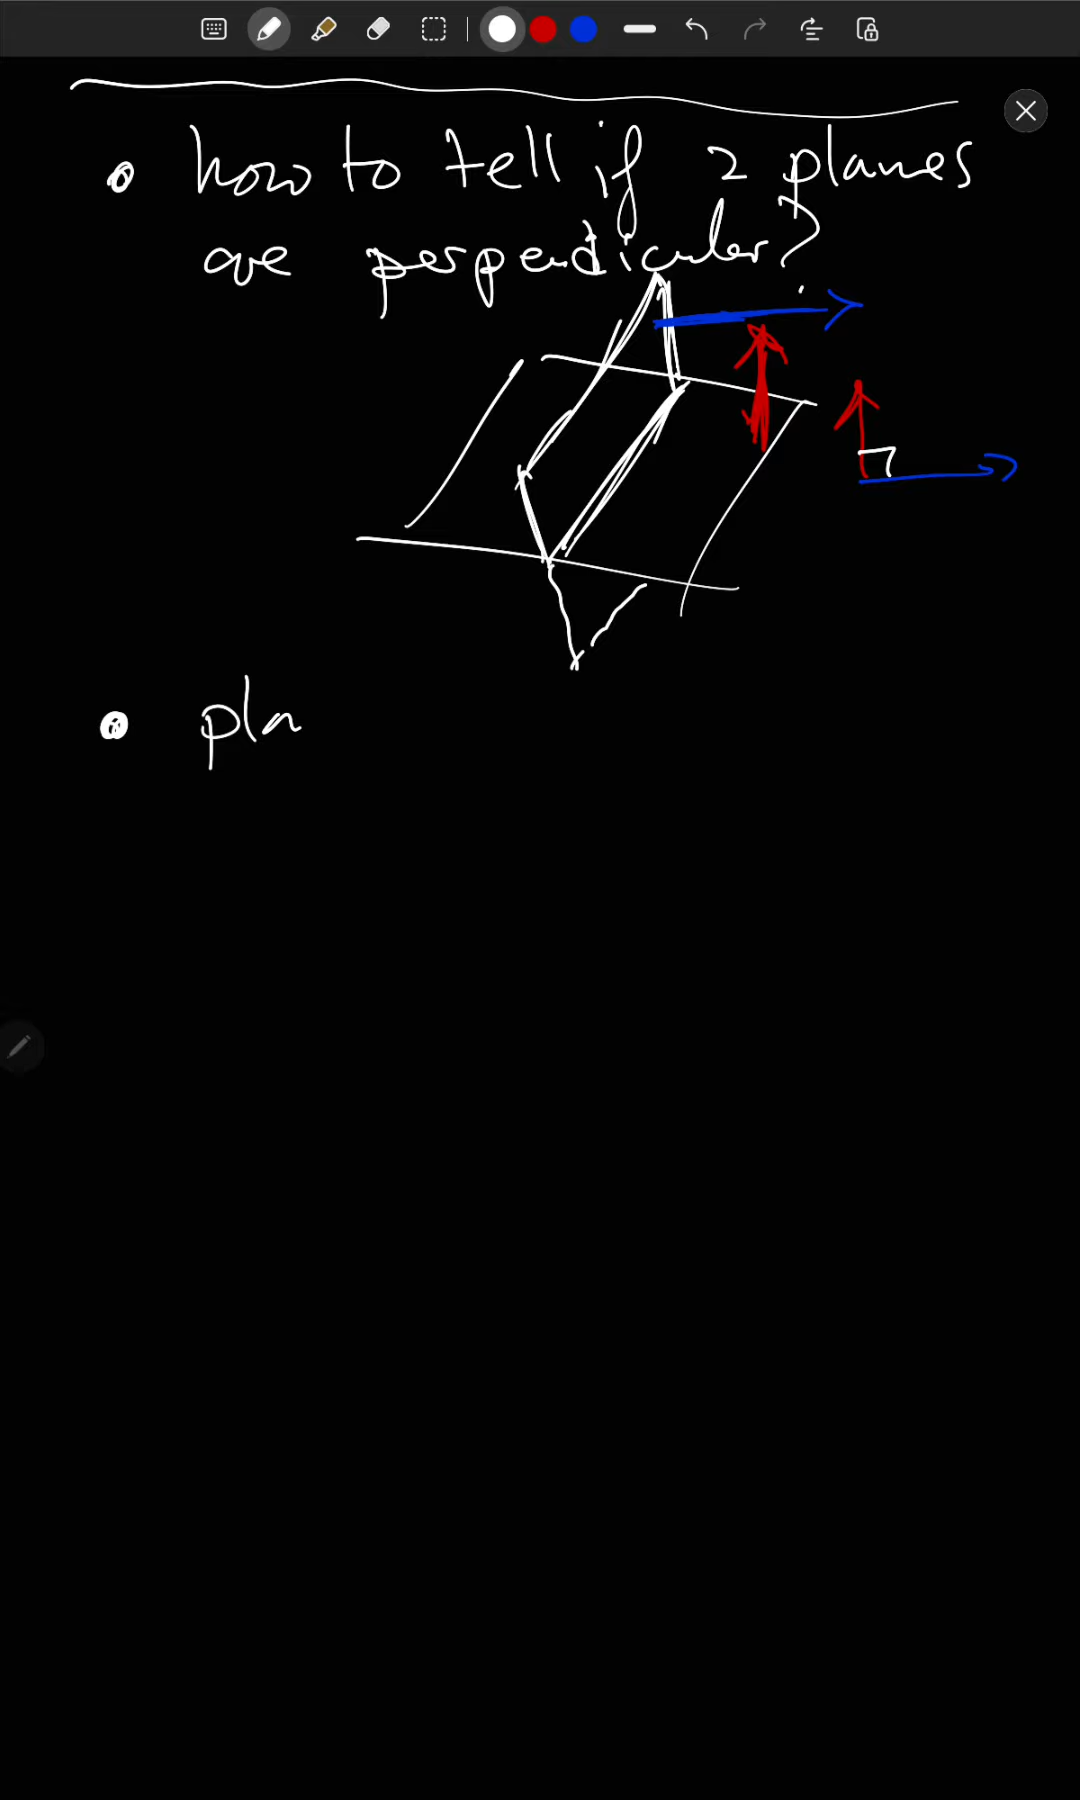 • how to tell if 2 planes
are perpendicular?
• pla